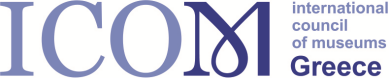 ICOM
international
council
of museums
Greece